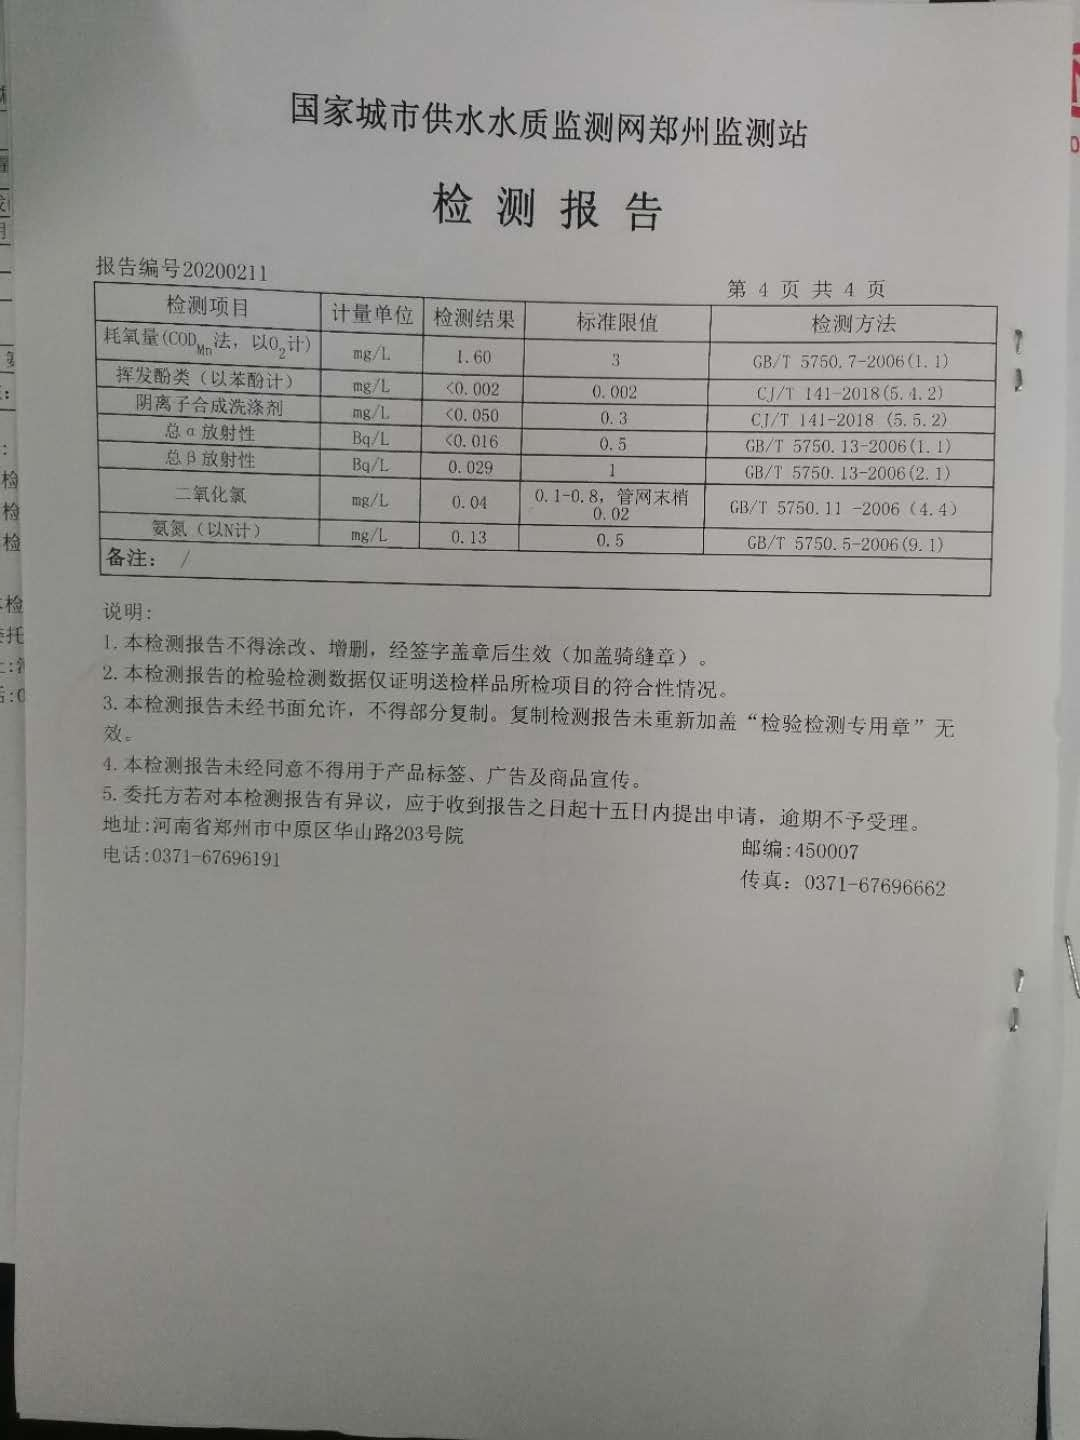 国家城市供水水质监测网郑州监测站
检测报告
报告编号20200211
第 4 页 共 4 页
检测项目 计量单位 检测结果 标准限值 检测方法
耗氧量(CODMn法，以O2计) mg/L 1.60 3 GB/T 5750.7-2006(1.1)
挥发酚类（以苯酚计） mg/L <0.002 0.002 CJ/T 141-2018(5.4.2)
阴离子合成洗涤剂 mg/L <0.050 0.3 CJ/T 141-2018 (5.5.2)
总α放射性 Bq/L <0.016 0.5 GB/T 5750.13-2006(1.1)
总β放射性 Bq/L 0.029 1 GB/T 5750.13-2006(2.1)
二氧化氯 mg/L 0.04 0.1-0.8，管网末梢 0.02 GB/T 5750.11 -2006（4.4）
氨氮（以N计） mg/L 0.13 0.5 GB/T 5750.5-2006(9.1)
备注： /
说明:
1.本检测报告不得涂改、增删，经签字盖章后生效（加盖骑缝章）。
2.本检测报告的检验检测数据仅证明送检样品所检项目的符合性情况。
3.本检测报告未经书面允许，不得部分复制。复制检测报告未重新加盖“检验检测专用章”无
效。
4.本检测报告未经同意不得用于产品标签、广告及商品宣传。
5.委托方若对本检测报告有异议，应于收到报告之日起十五日内提出申请，逾期不予受理。
地址:河南省郑州市中原区华山路203号院
邮编:450007
电话:0371-67696191
传真：0371-67696662